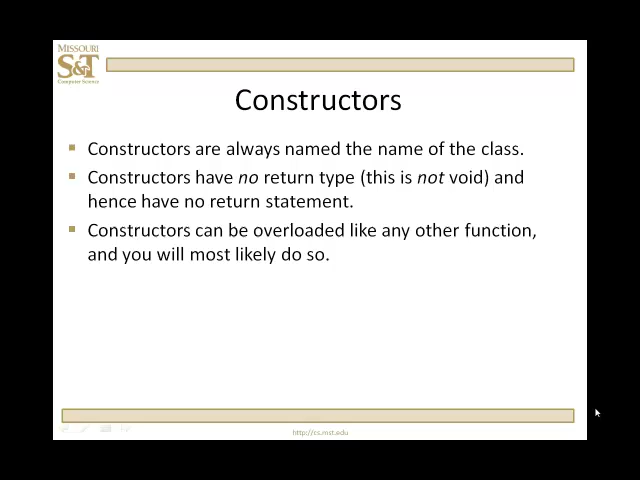 MISSOURI
S&T
Computer Science
Constructors
Constructors are always named the name of the class.
Constructors have no return type (this is not void) and
hence have no return statement.
Constructors can be overloaded like any other function,
and you will most likely do so.
http://cs.mst.edu